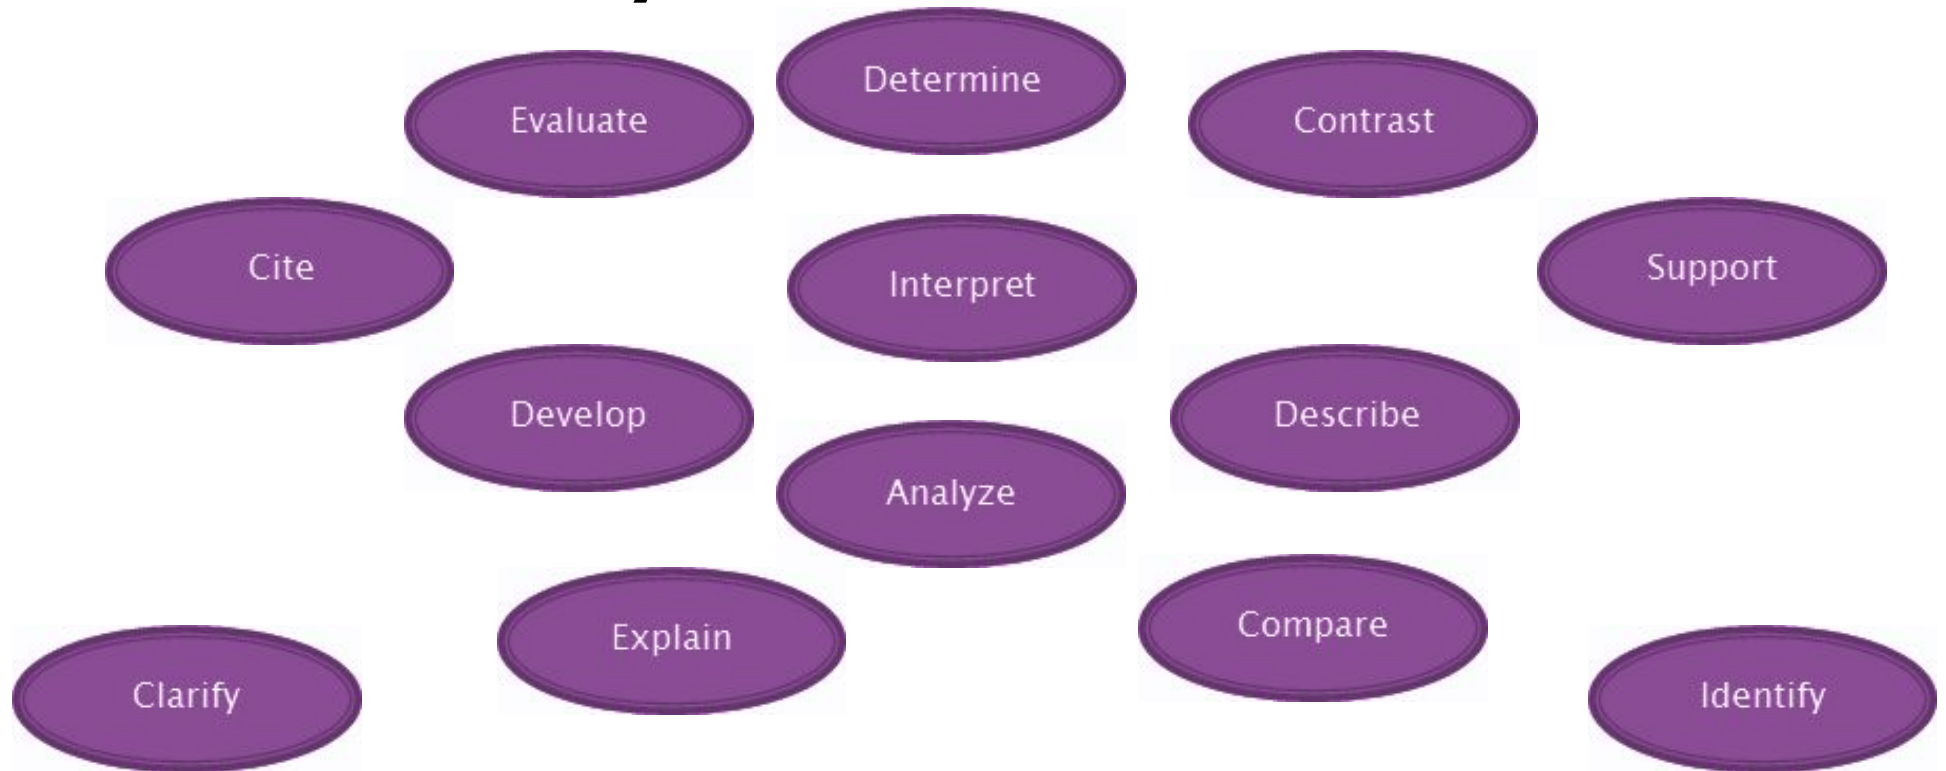 Determine
Evaluate
Contrast
Cite
Interpret
Support
Develop
Describe
Analyze
Explain
Compare
Clarify
Identify